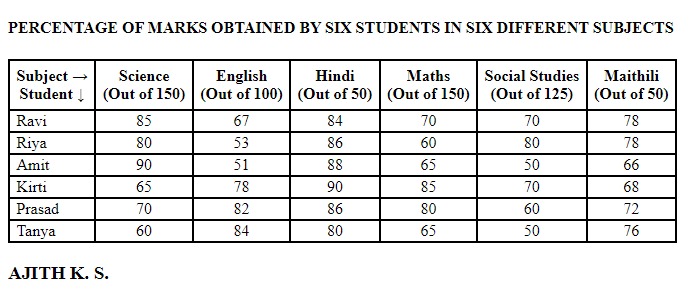 PERCENTAGE OF MARKS OBTAINED BY SIX STUDENTS IN SIX DIFFERENT SUBJECTS
Subject → Science English Hindi Maths Social Studies Maithili
Student ↓ (Out of 150) (Out of 100) (Out of 50) (Out of 150) (Out of 125) (Out of 50)
Ravi 85 67 84 70 70 78
Riya 80 53 86 60 80 78
Amit 90 51 88 65 50 66
Kirti 65 78 90 85 70 68
Prasad 70 82 86 80 60 72
Tanya 60 84 80 65 50 76
AJITH K. S.